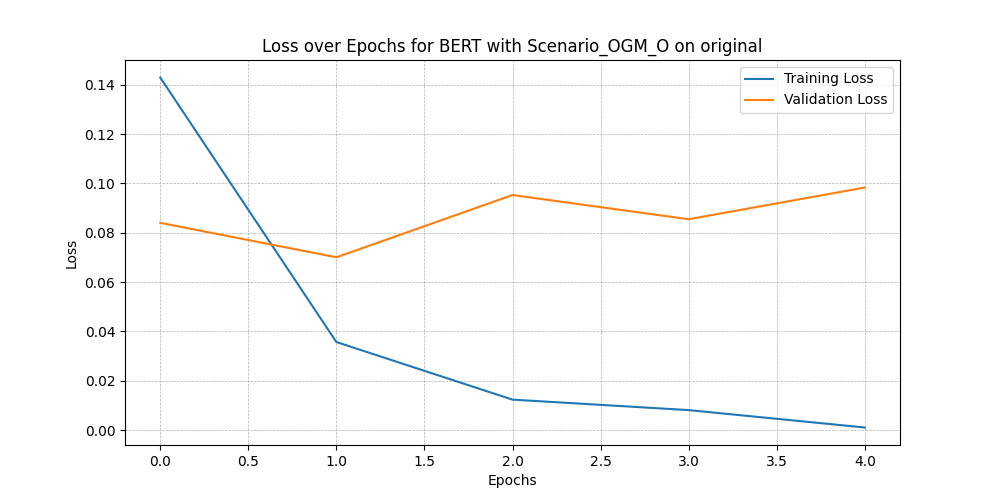 Loss over Epochs for BERT with Scenario_OGM_O on original
Training Loss
Validation Loss
0.14
0.12
0.10
0.08
0.06
0.04
0.02
0.00
Loss
0.0 0.5 1.0 1.5 2.0 2.5 3.0 3.5 4.0
Epochs